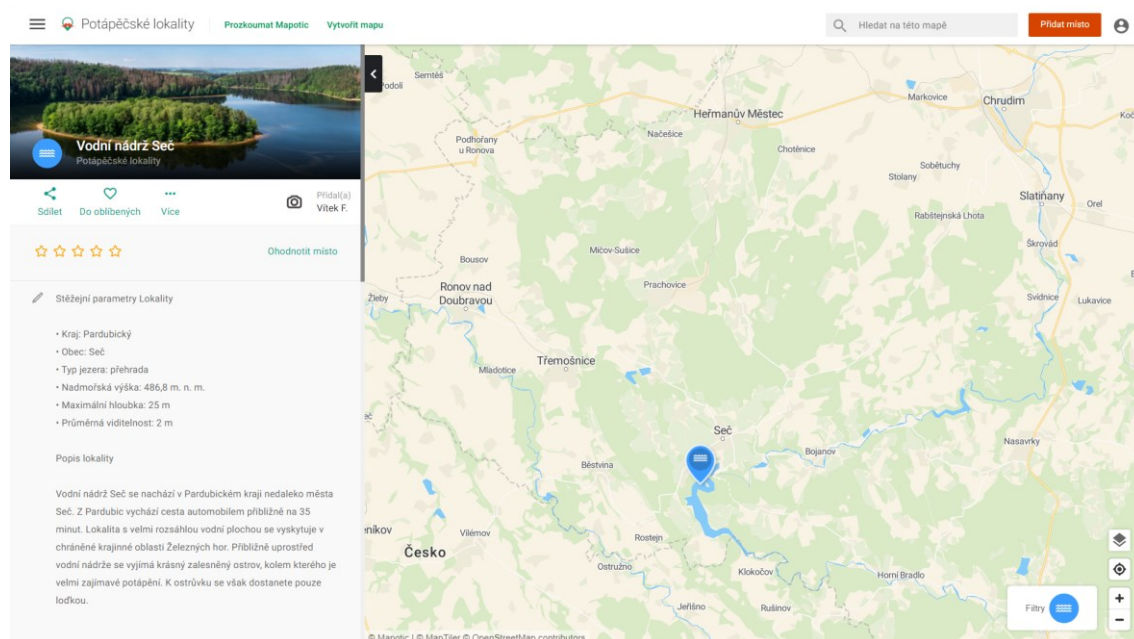 Potápěčské lokality
Prozkoumat Mapotic
Vytvořit mapu
Hledat na této mapě
Přidat místo
Vodní nádrž Seč
Potápěčské lokality
Sdílet
Do oblíbených
Více
Přidal(a)
Vítek F.
Ohodnotit místo
Stěžejní parametry Lokality
• Kraj: Pardubický
• Obec: Seč
• Typ jezera: přehrada
• Nadmořská výška: 486,8 m. n. m.
• Maximální hloubka: 25 m
• Průměrná viditelnost: 2 m
Popis lokality
Vodní nádrž Seč se nachází v Pardubickém kraji nedaleko města
Seč. Z Pardubic vychází cesta automobilem přibližně na 35
minut. Lokalita s velmi rozsáhlou vodní plochou se vyskytuje v
chráněné krajinné oblasti Železných hor. Přibližně uprostřed
vodní nádrže se vyjímá krásný zalesněný ostrov, kolem kterého je
velmi zajímavé potápění. K ostrůvku se však dostanete pouze
loďkou.
Podolí
Semtěš
Markovice
Chrudim
Heřmanův Městec
Koč
Načešice
Podhořany
u Ronova
Chotěnice
Sobětuchy
Stolany
Slatiňany
Orel
Rabštejnská Lhota
Škrovád
Míčov-Sušice
Bousov
Prachovice
Ronov nad
Doubravou
Žleby
Svídnice
Lukavice
Třemošnice
Mladotice
Seč
Nasavrky
Bojanov
Běstvina
Vilémov
Rostejn
Česko
Ostružno
Klokočov
Horní Bradlo
Jeřišno
Rušinov
Filtry
© Mapotic | © MapTiler © OpenStreetMap contributors